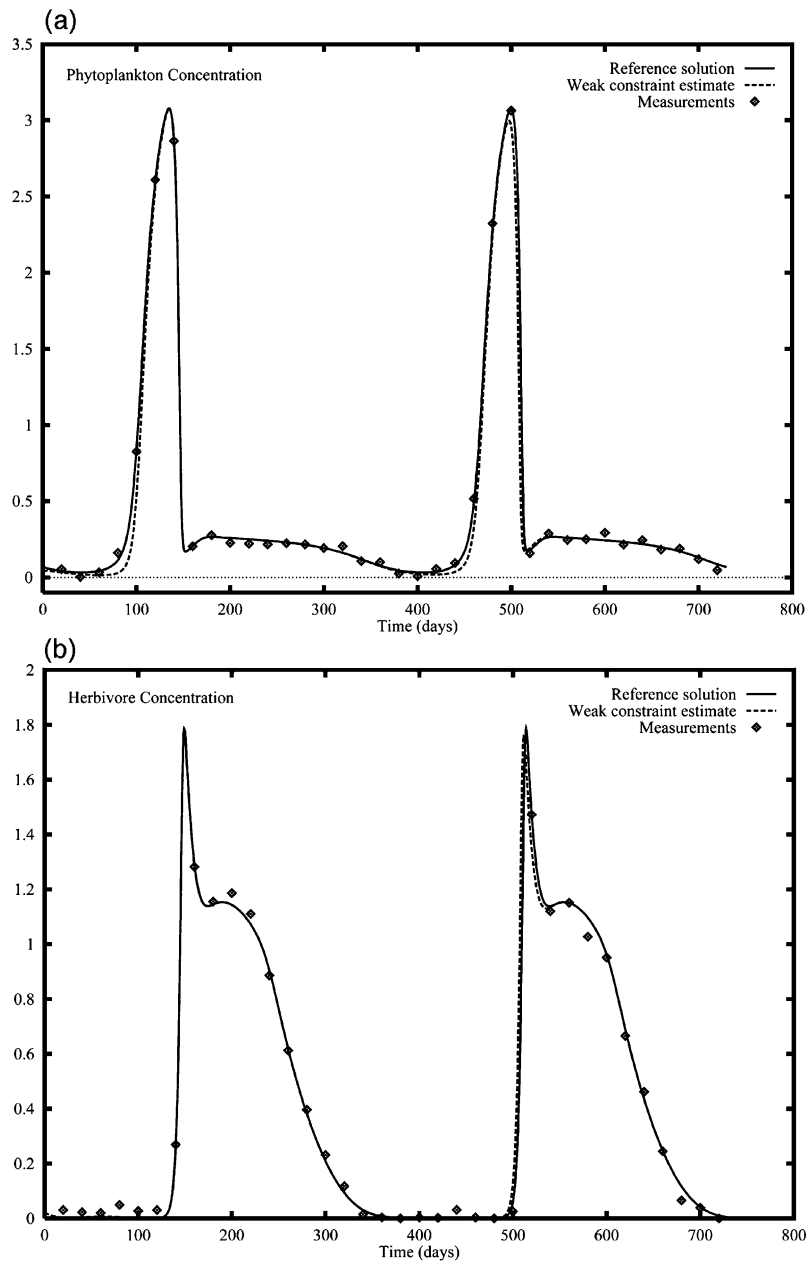 (a)
3.5
Phytoplankton Concentration
Reference solution
Weak constraint estimate
Measurements
3
2.5
2
1.5
1
0.5
0
0 100 200 300 400 500 600 700 800
Time (days)
(b)
2
Herbivore Concentration
Reference solution
Weak constraint estimate
Measurements
1.8
1.6
1.4
1.2
1
0.8
0.6
0.4
0.2
0
0 100 200 300 400 500 600 700 800
Time (days)